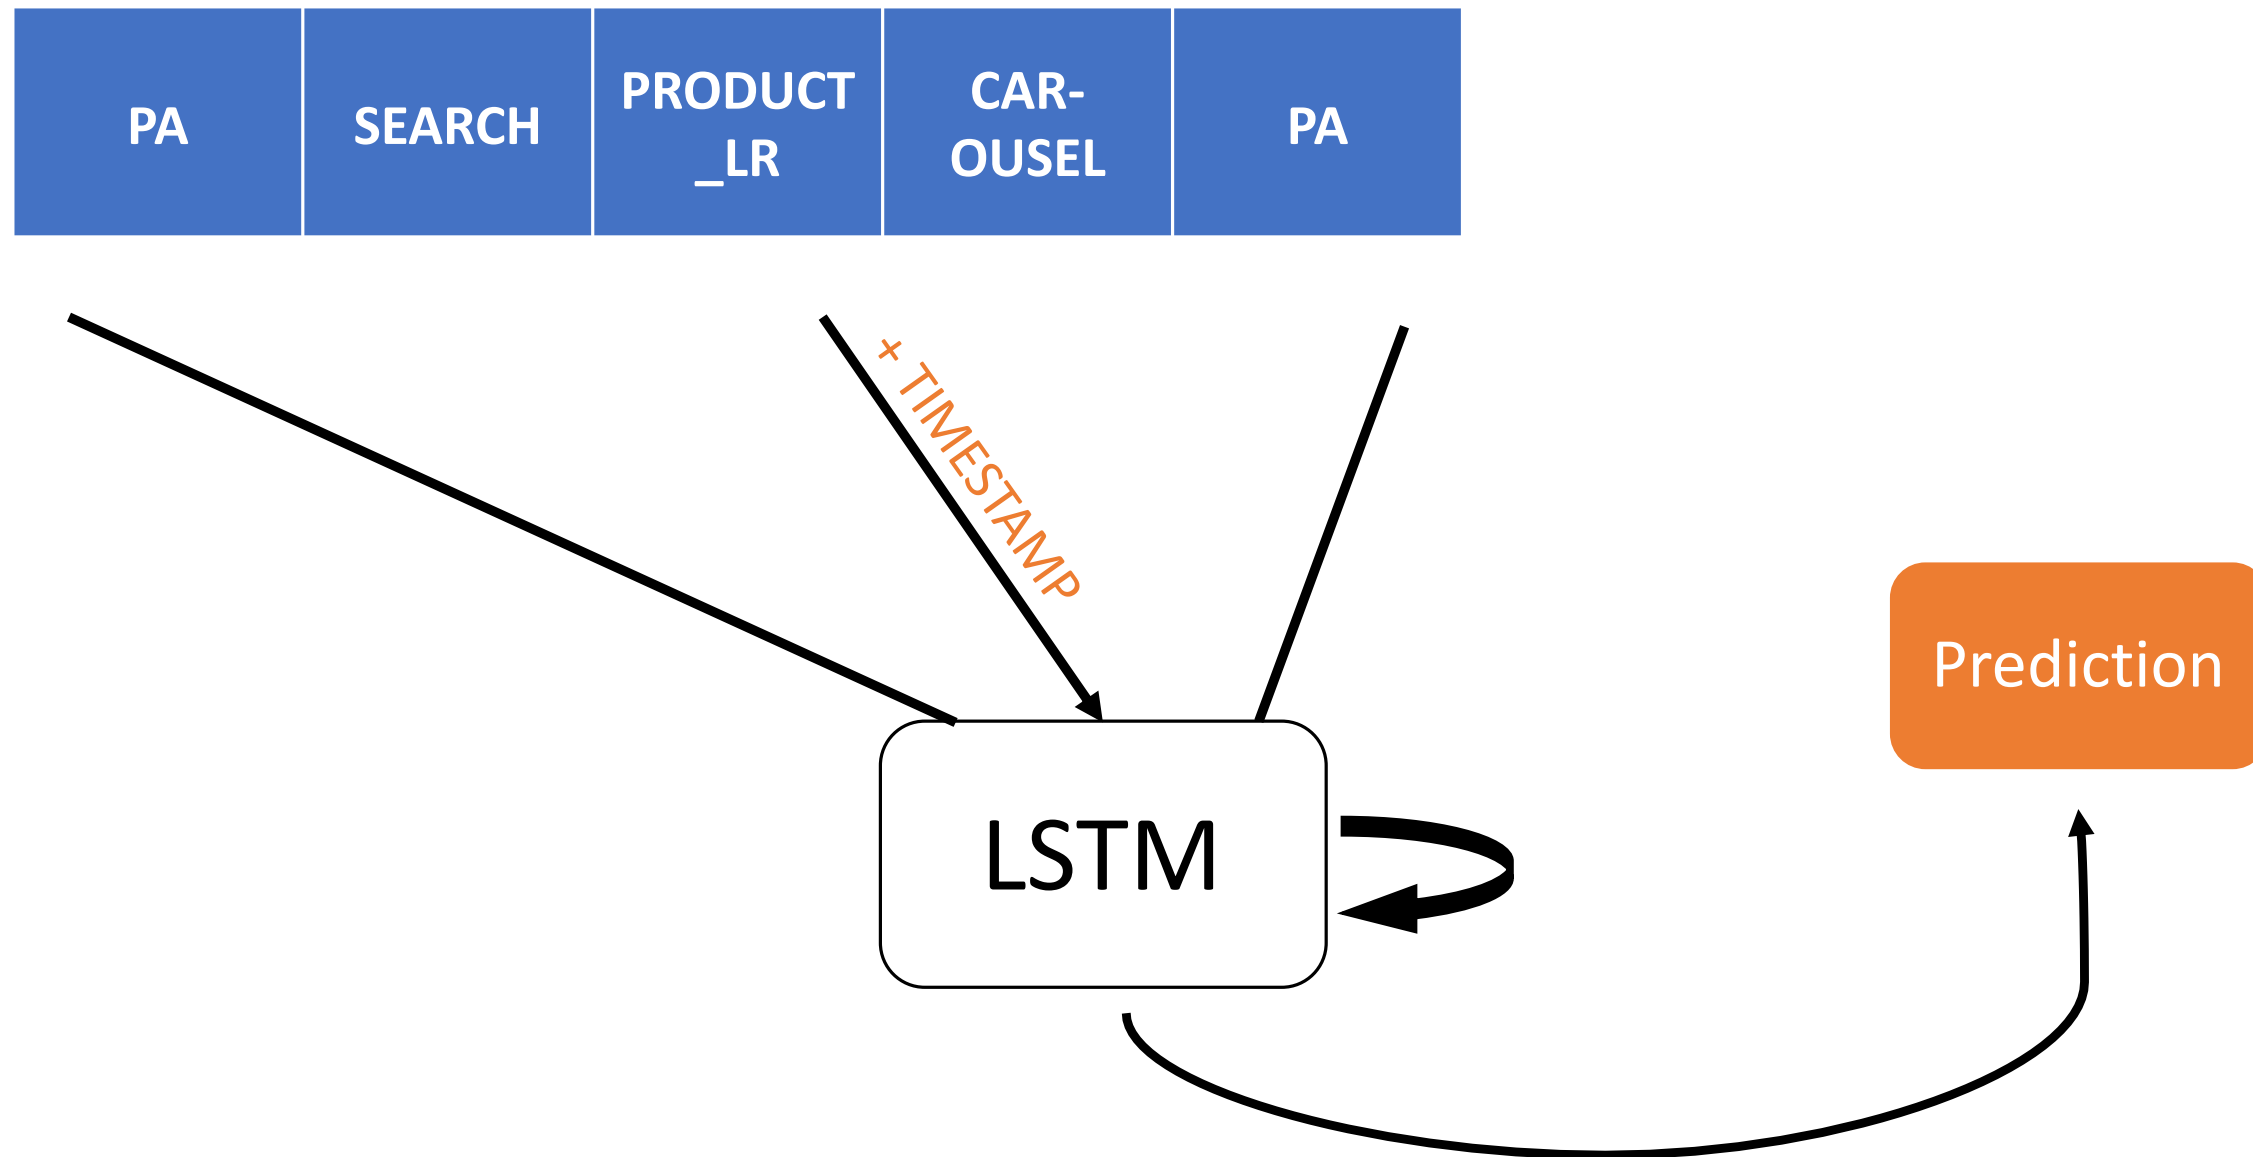 PA
SEARCH
PRODUCT
_LR
CAR-
OUSEL
PA
+ TIMESTAMP
Prediction
LSTM